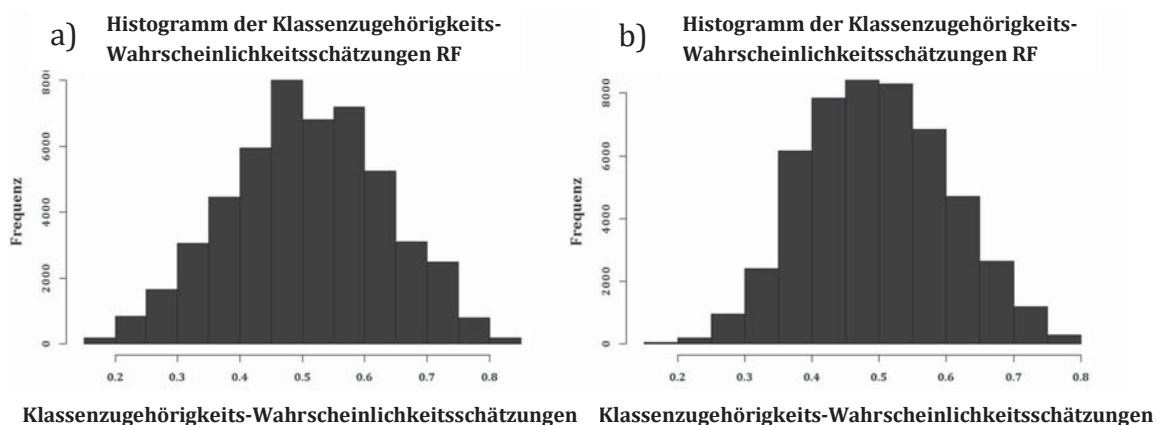 a)
Histogramm der Klassenzugehörigkeits-
Wahrscheinlichkeitsschätzungen RF
Frequenz
8000
6000
4000
2000
0
0.2 0.3 0.4 0.5 0.6 0.7 0.8
Klassenzugehörigkeits-Wahrscheinlichkeitsschätzungen
b)
Histogramm der Klassenzugehörigkeits-
Wahrscheinlichkeitsschätzungen RF
Frequenz
8000
6000
4000
2000
0
0.2 0.3 0.4 0.5 0.6 0.7 0.8
Klassenzugehörigkeits-Wahrscheinlichkeitsschätzungen